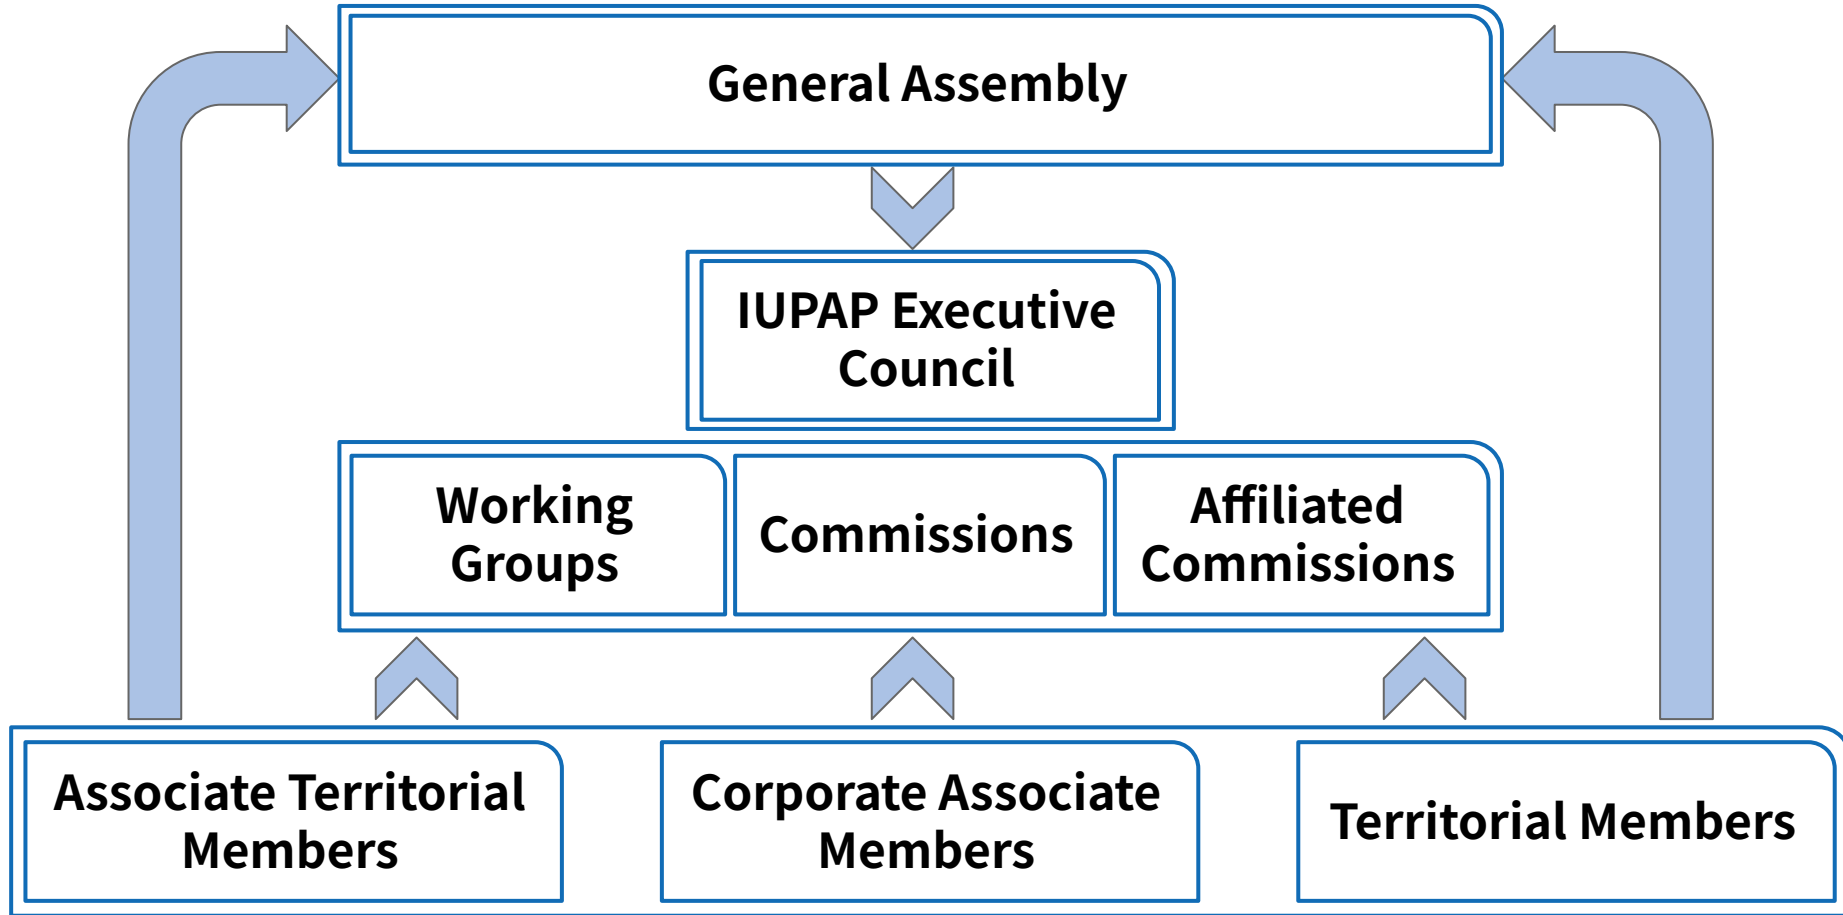 General Assembly
IUPAP Executive
Council
Working
Groups
Commissions
Affiliated
Commissions
Associate Territorial
Members
Corporate Associate
Members
Territorial Members